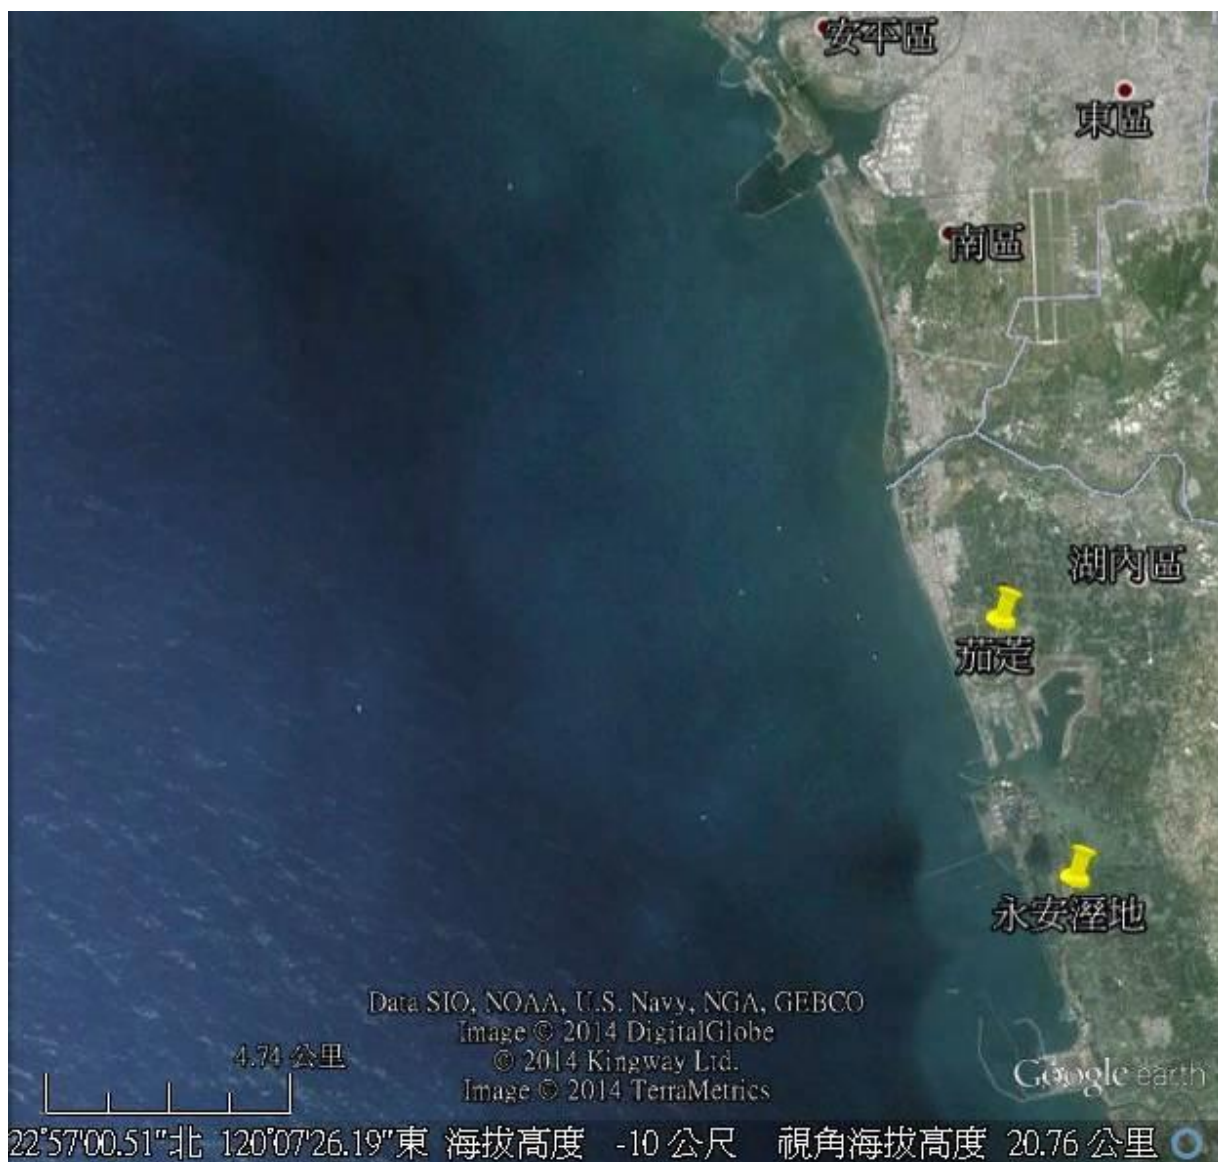 安平區
東區
南區
湖內區
茄萣
永安溼地
Data SIO, NOAA, U.S. Navy, NGA, GEBCO
Image © 2014 DigitalGlobe
© 2014 Kingway Ltd.
Image © 2014 TerraMetrics
4.74 公里
Google earth
22°57'00.51"北 120°07'26.19"東 海拔高度 -10 公尺 視角海拔高度 20.76 公里